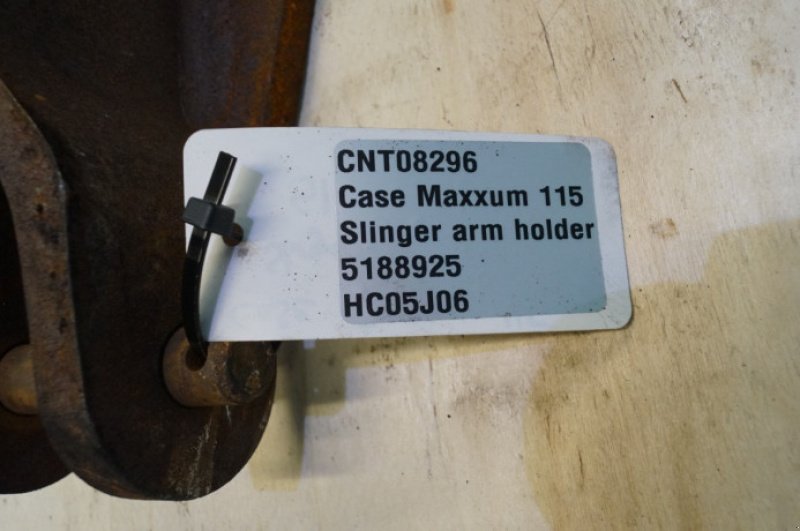 CNT08296
Case Maxxum 115
Slinger arm holder
5188925
HC05J06